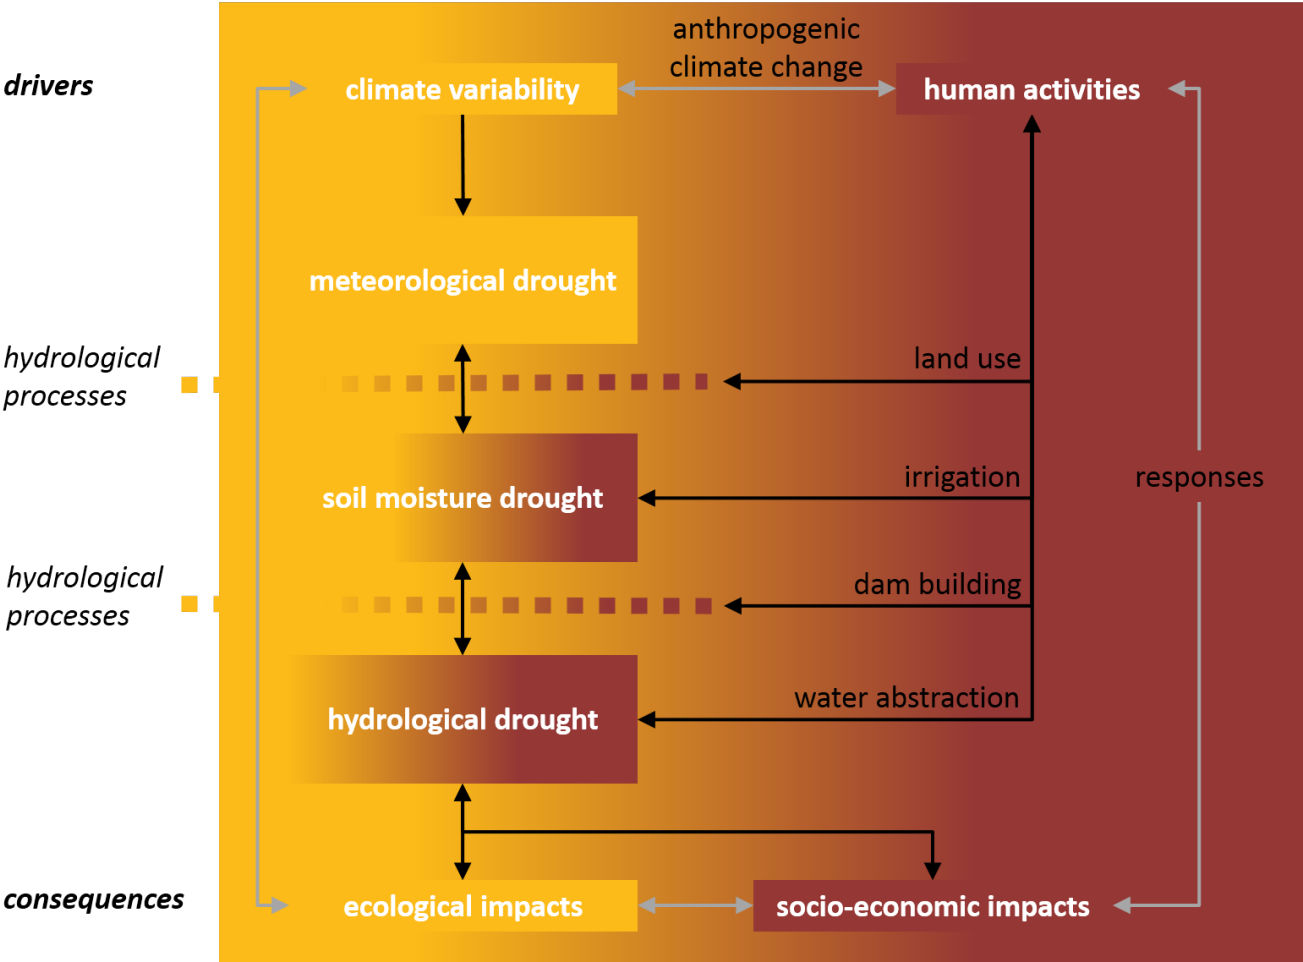 anthropogenic
climate change
drivers
climate variability
human activities
meteorological drought
hydrological
processes
land use
soil moisture drought
irrigation
responses
hydrological
processes
dam building
hydrological drought
water abstraction
consequences
ecological impacts
socio-economic impacts